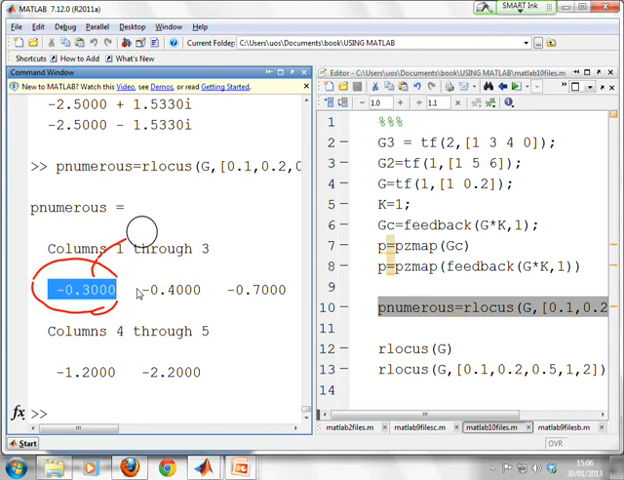 MATLAB 7.12.0 (R2011a)
SMART Ink
File Edit Debug Parallel Desktop Window Help
Current Folder: C:\Users\uos\Documents\book\USING MATLAB
Shortcuts How to Add What's New
Command Window
New to MATLAB? Watch this Video, see Demos, or read Getting Started.
-2.5000 + 1.5330i
-2.5000 - 1.5330i
>> pnumerous=rlocus(G,[0.1,0.2,0
pnumerous =
Columns 1 through 3
-0.3000 -0.4000 -0.7000
Columns 4 through 5
-1.2000 -2.2000
fx >>
Editor - C:\Users\uos\Documents\book\USING MATLAB\matlab10files.m
1.0 1.1
1 %%%
2 G3 = tf(2,[1 3 4 0]);
3 G2=tf(1,[1 5 6]);
4 G=tf(1,[1 0.2]);
5 K=1;
6 Gc=feedback(G*K,1);
7 p=pzmap(Gc)
8 p=pzmap(feedback(G*K,1))
9
10 pnumerous=rlocus(G,[0.1,0.2
11
12 rlocus(G)
13 rlocus(G,[0.1,0.2,0.5,1,2])
14
matlab2files.m matlab9filesc.m matlab10files.m matlab9filesb.m
Start
OVR
15:06
30/01/2013